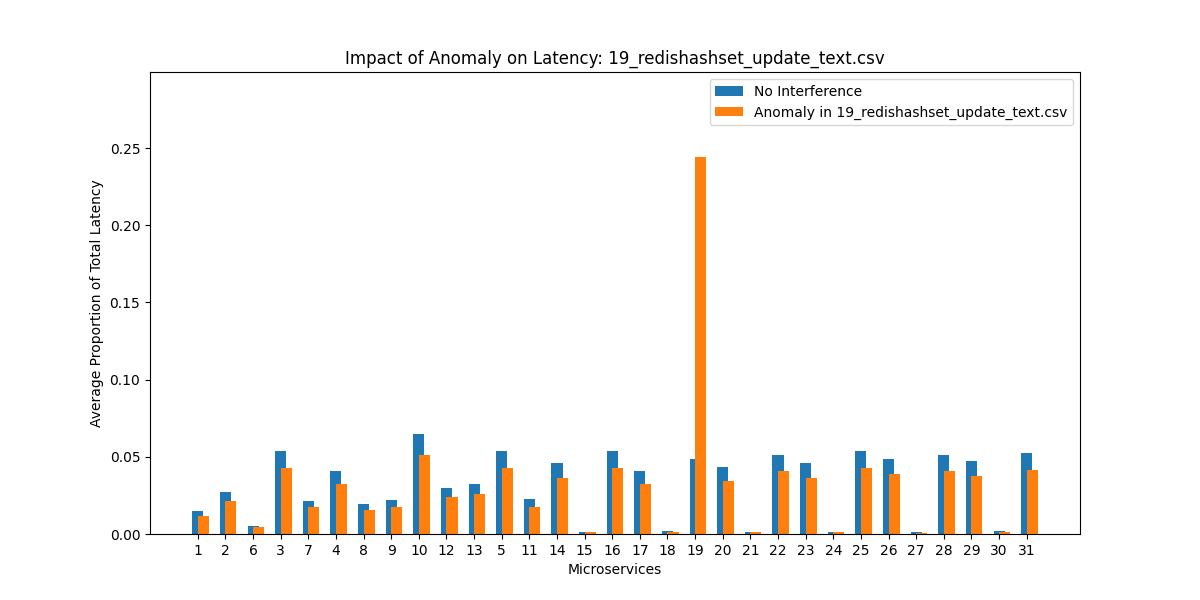 Impact of Anomaly on Latency: 19_redishashset_update_text.csv
No Interference
Anomaly in 19_redishashset_update_text.csv
Average Proportion of Total Latency
0.25
0.20
0.15
0.10
0.05
0.00
1 2 6 3 7 4 8 9 10 12 13 5 11 14 15 16 17 18 19 20 21 22 23 24 25 26 27 28 29 30 31
Microservices